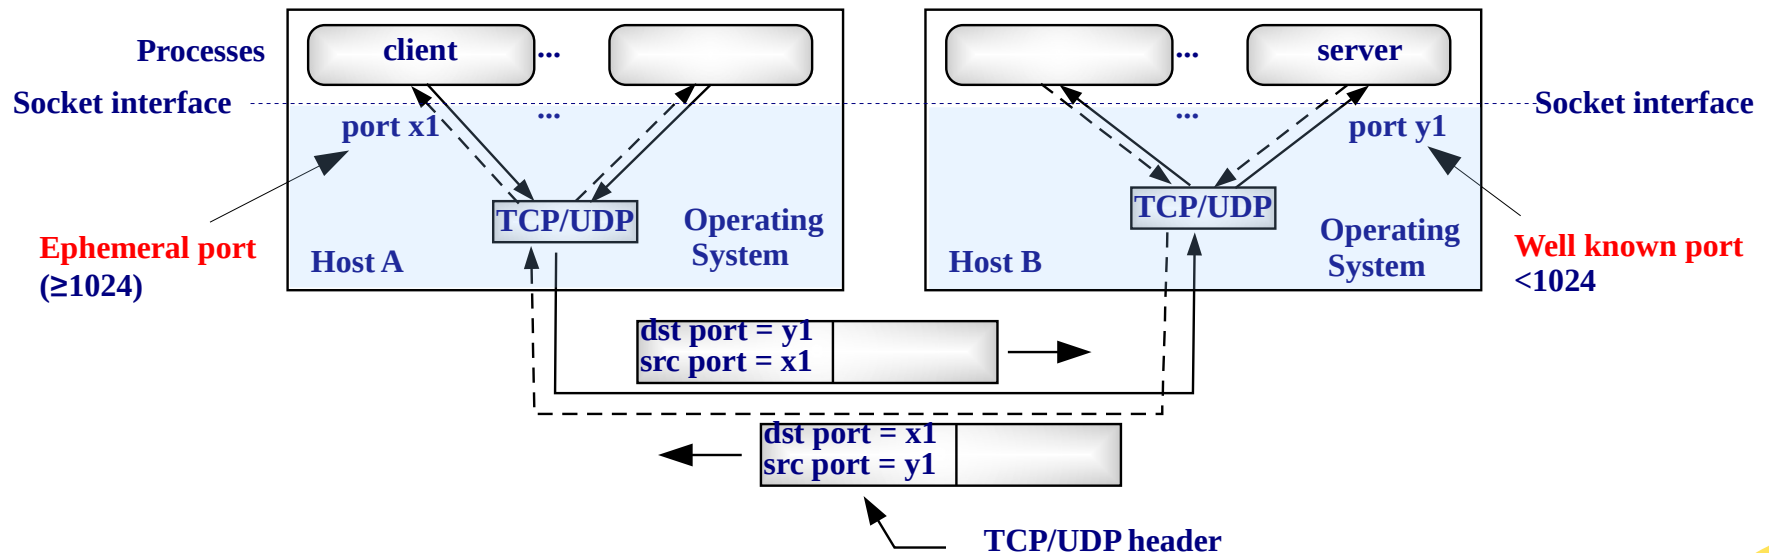 Processes
client
...
...
server
Socket interface
Socket interface
...
...
port x1
port y1
TCP/UDP
TCP/UDP
Operating
System
Operating
System
Host A
Host B
Ephemeral port
(≥1024)
Well known port
<1024
dst port = y1
src port = x1
dst port = x1
src port = y1
TCP/UDP header